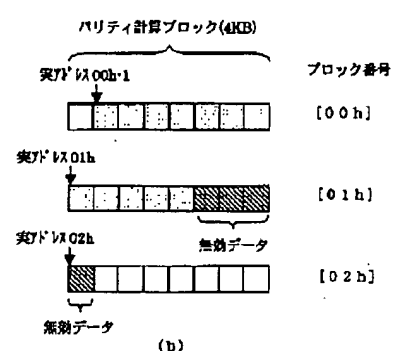 パリティ計算ブロック(4KB)
実ｱﾄﾞﾚｽ00h-1
ブロック番号
[00h]
実ｱﾄﾞﾚｽ01h
[01h]
無効データ
実ｱﾄﾞﾚｽ02h
[02h]
無効データ
(b)